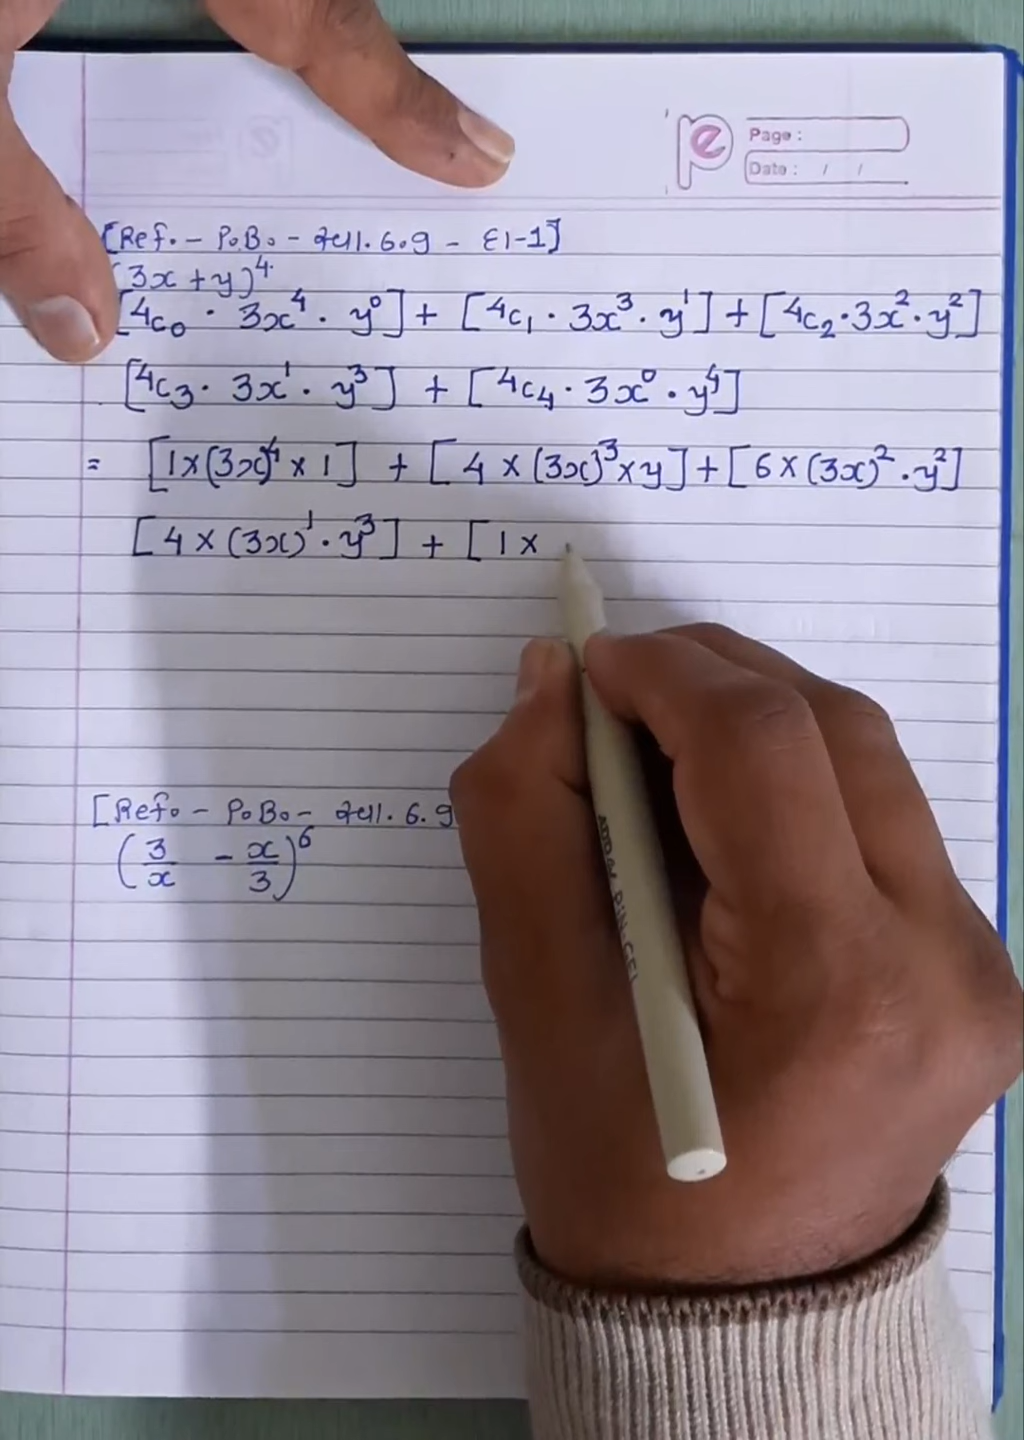 Page :
Date : / /
[Ref. - P.B. - उदा. 6.9 - (i-1]
(3x + y)⁴
[⁴C₀ · 3x⁴ · y⁰] + [⁴C₁ · 3x³ · y¹] + [⁴C₂ · 3x² · y²]
[⁴C₃ · 3x¹ · y³] + [⁴C₄ · 3x⁰ · y⁴]
= [1 × (3x)⁴ × 1] + [4 × (3x)³ × y] + [6 × (3x)² · y²]
[4 × (3x)¹ · y³] + [1 ×
[Ref. - P.B. - उदा. 6.9
(3/x - x/3)⁶